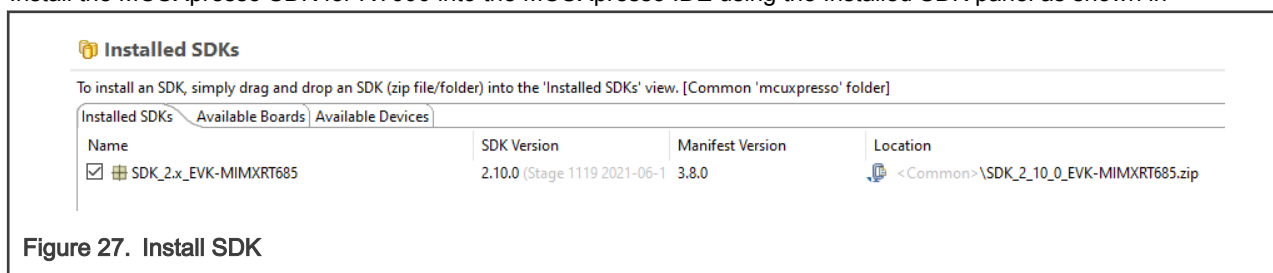 Install the MCUXpresso SDK for RT600 into the MCUXpresso IDE using the Installed SDK panel as shown in
Installed SDKs
To install an SDK, simply drag and drop an SDK (zip file/folder) into the 'Installed SDKs' view. [Common 'mcuxpresso' folder]
Installed SDKs Available Boards Available Devices
Name SDK Version Manifest Version Location
SDK_2.x_EVK-MIMXRT685 2.10.0 (Stage 1119 2021-06-1 3.8.0 <Common>\SDK_2_10_0_EVK-MIMXRT685.zip
Figure 27. Install SDK